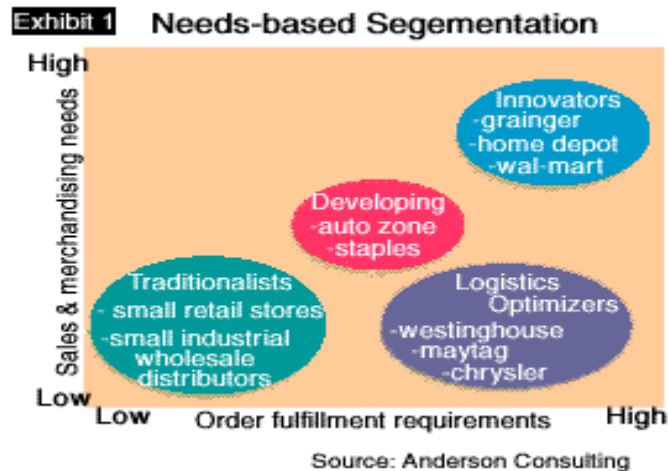 Exhibit 1 Needs-based Segementation
High
Sales & merchandising needs
Innovators
-grainger
-home depot
-wal-mart
Developing
-auto zone
-staples
Traditionalists
- small retail stores
-small industrial
wholesale
distributors
Logistics
Optimizers
-westinghouse
-maytag
-chrysler
Low
Low Order fulfillment requirements High
Source: Anderson Consulting